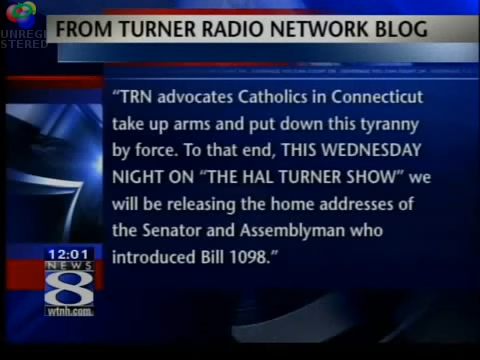 UNREGI
STERED
FROM TURNER RADIO NETWORK BLOG
“TRN advocates Catholics in Connecticut
take up arms and put down this tyranny
by force. To that end, THIS WEDNESDAY
NIGHT ON “THE HAL TURNER SHOW” we
will be releasing the home addresses of
the Senator and Assemblyman who
introduced Bill 1098.”
12:01
NEWS
8
wtnh.com